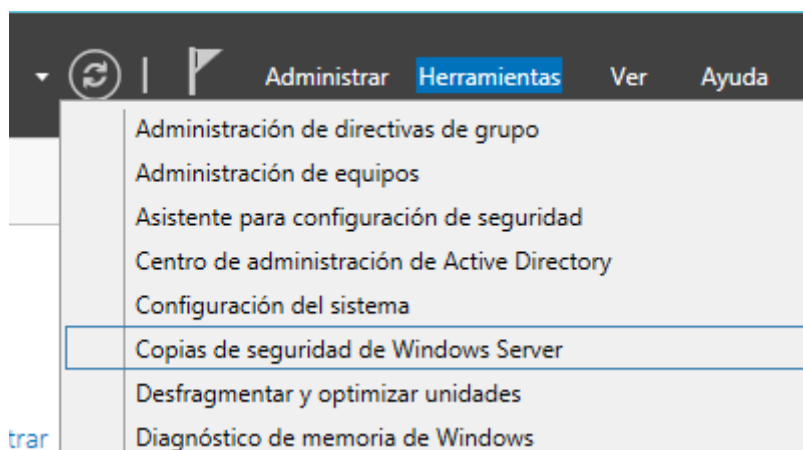 Administrar Herramientas Ver Ayuda
Administración de directivas de grupo
Administración de equipos
Asistente para configuración de seguridad
Centro de administración de Active Directory
Configuración del sistema
Copias de seguridad de Windows Server
Desfragmentar y optimizar unidades
trar Diagnóstico de memoria de Windows